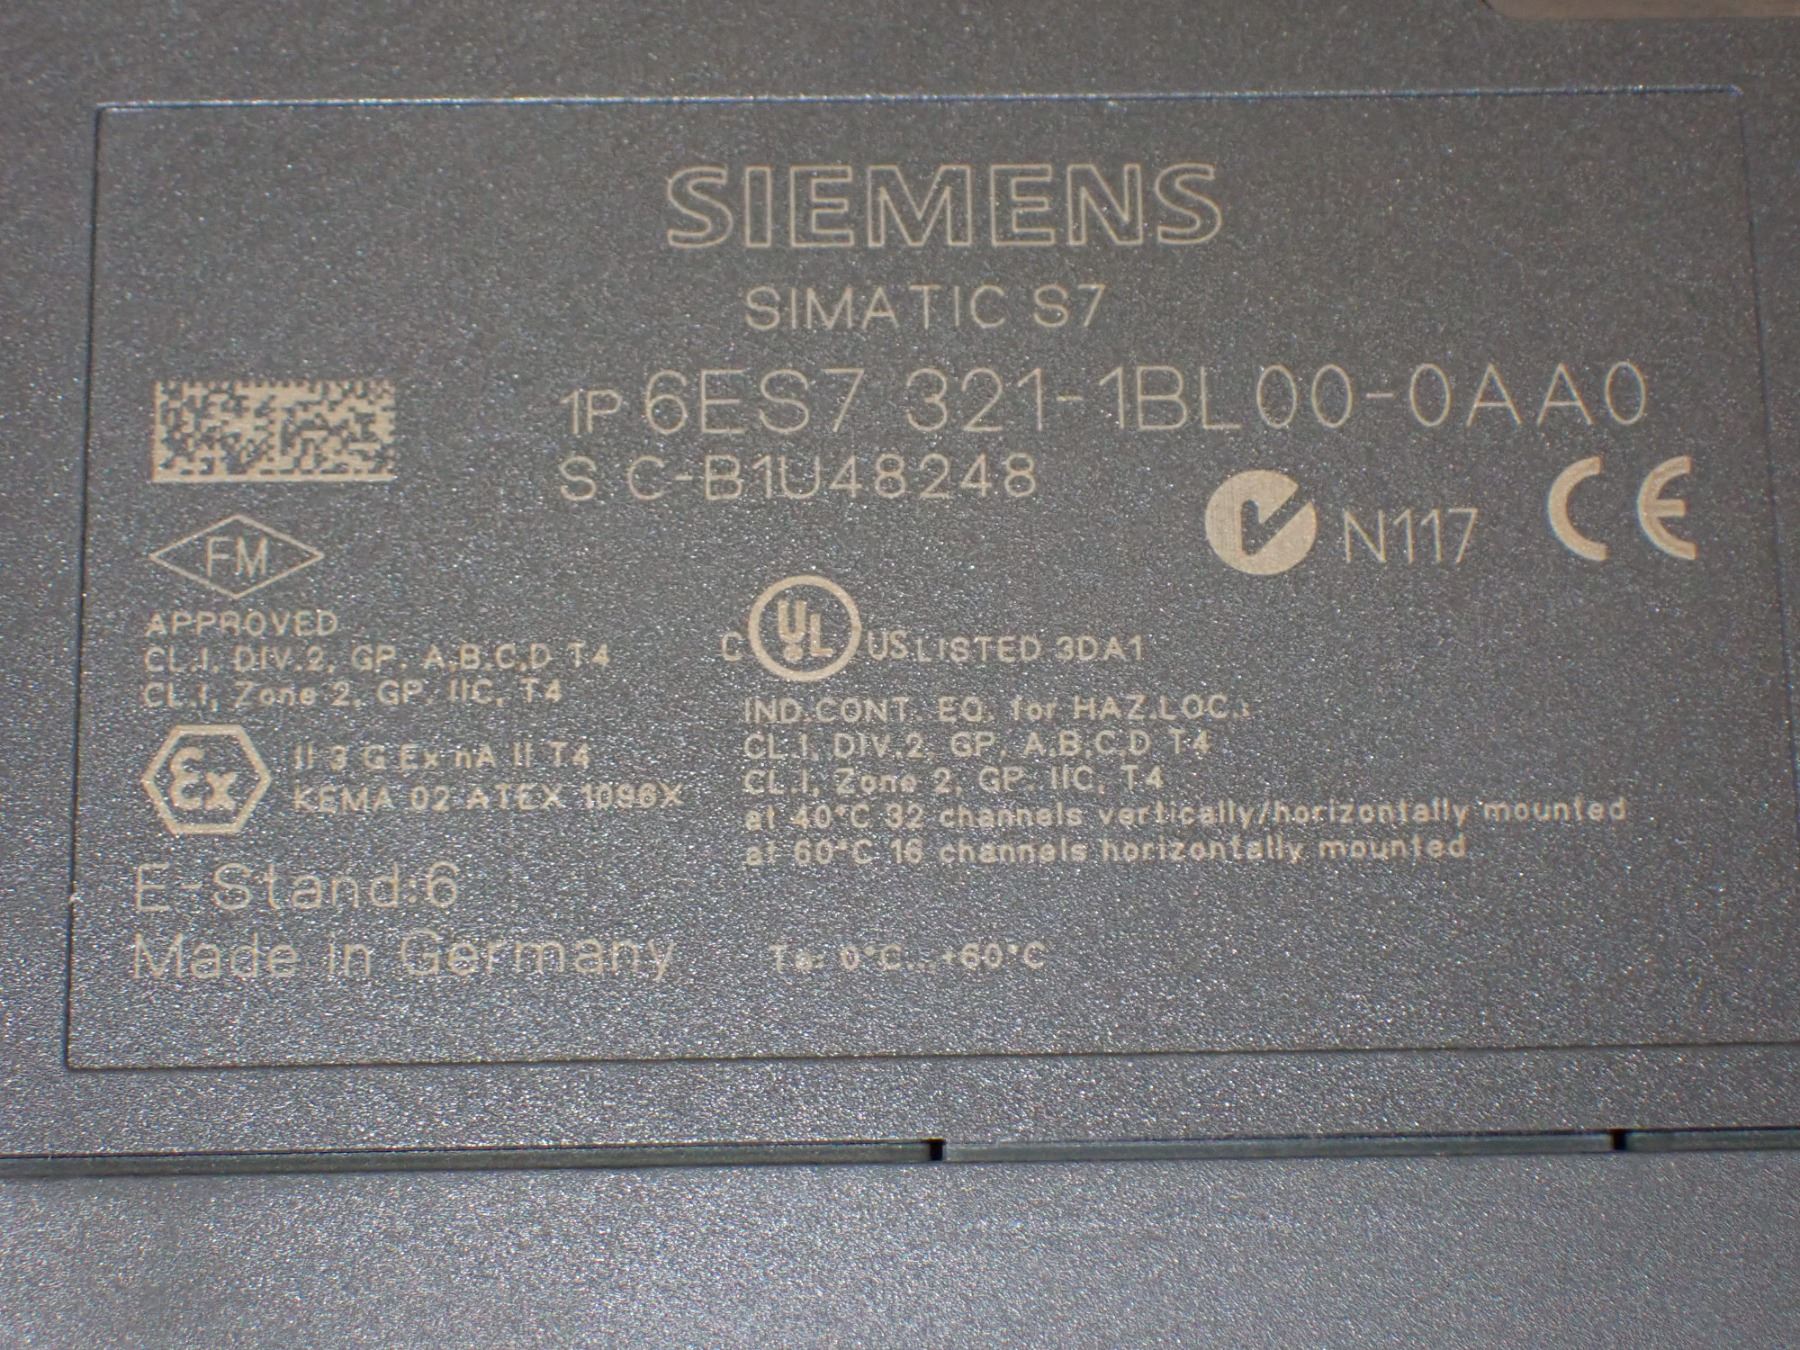 SIEMENS
SIMATIC S7
1P 6ES7 321-1BL00-0AA0
S C-B1U48248
N117 CE
FM
APPROVED
CL.I, DIV.2, GP. A.B.C.D T4
CL.I, Zone 2, GP. IIC, T4
Ex II 3 G Ex nA II T4
KEMA 02 ATEX 1096X
E-Stand:6
Made in Germany
C UL US LISTED 3DA1
IND.CONT. EQ. for HAZ.LOC.:
CL.I, DIV.2, GP. A.B.C.D T4
CL.I, Zone 2, GP. IIC, T4
at 40°C 32 channels vertically/horizontally mounted
at 60°C 16 channels horizontally mounted
Ta: 0°C...+60°C